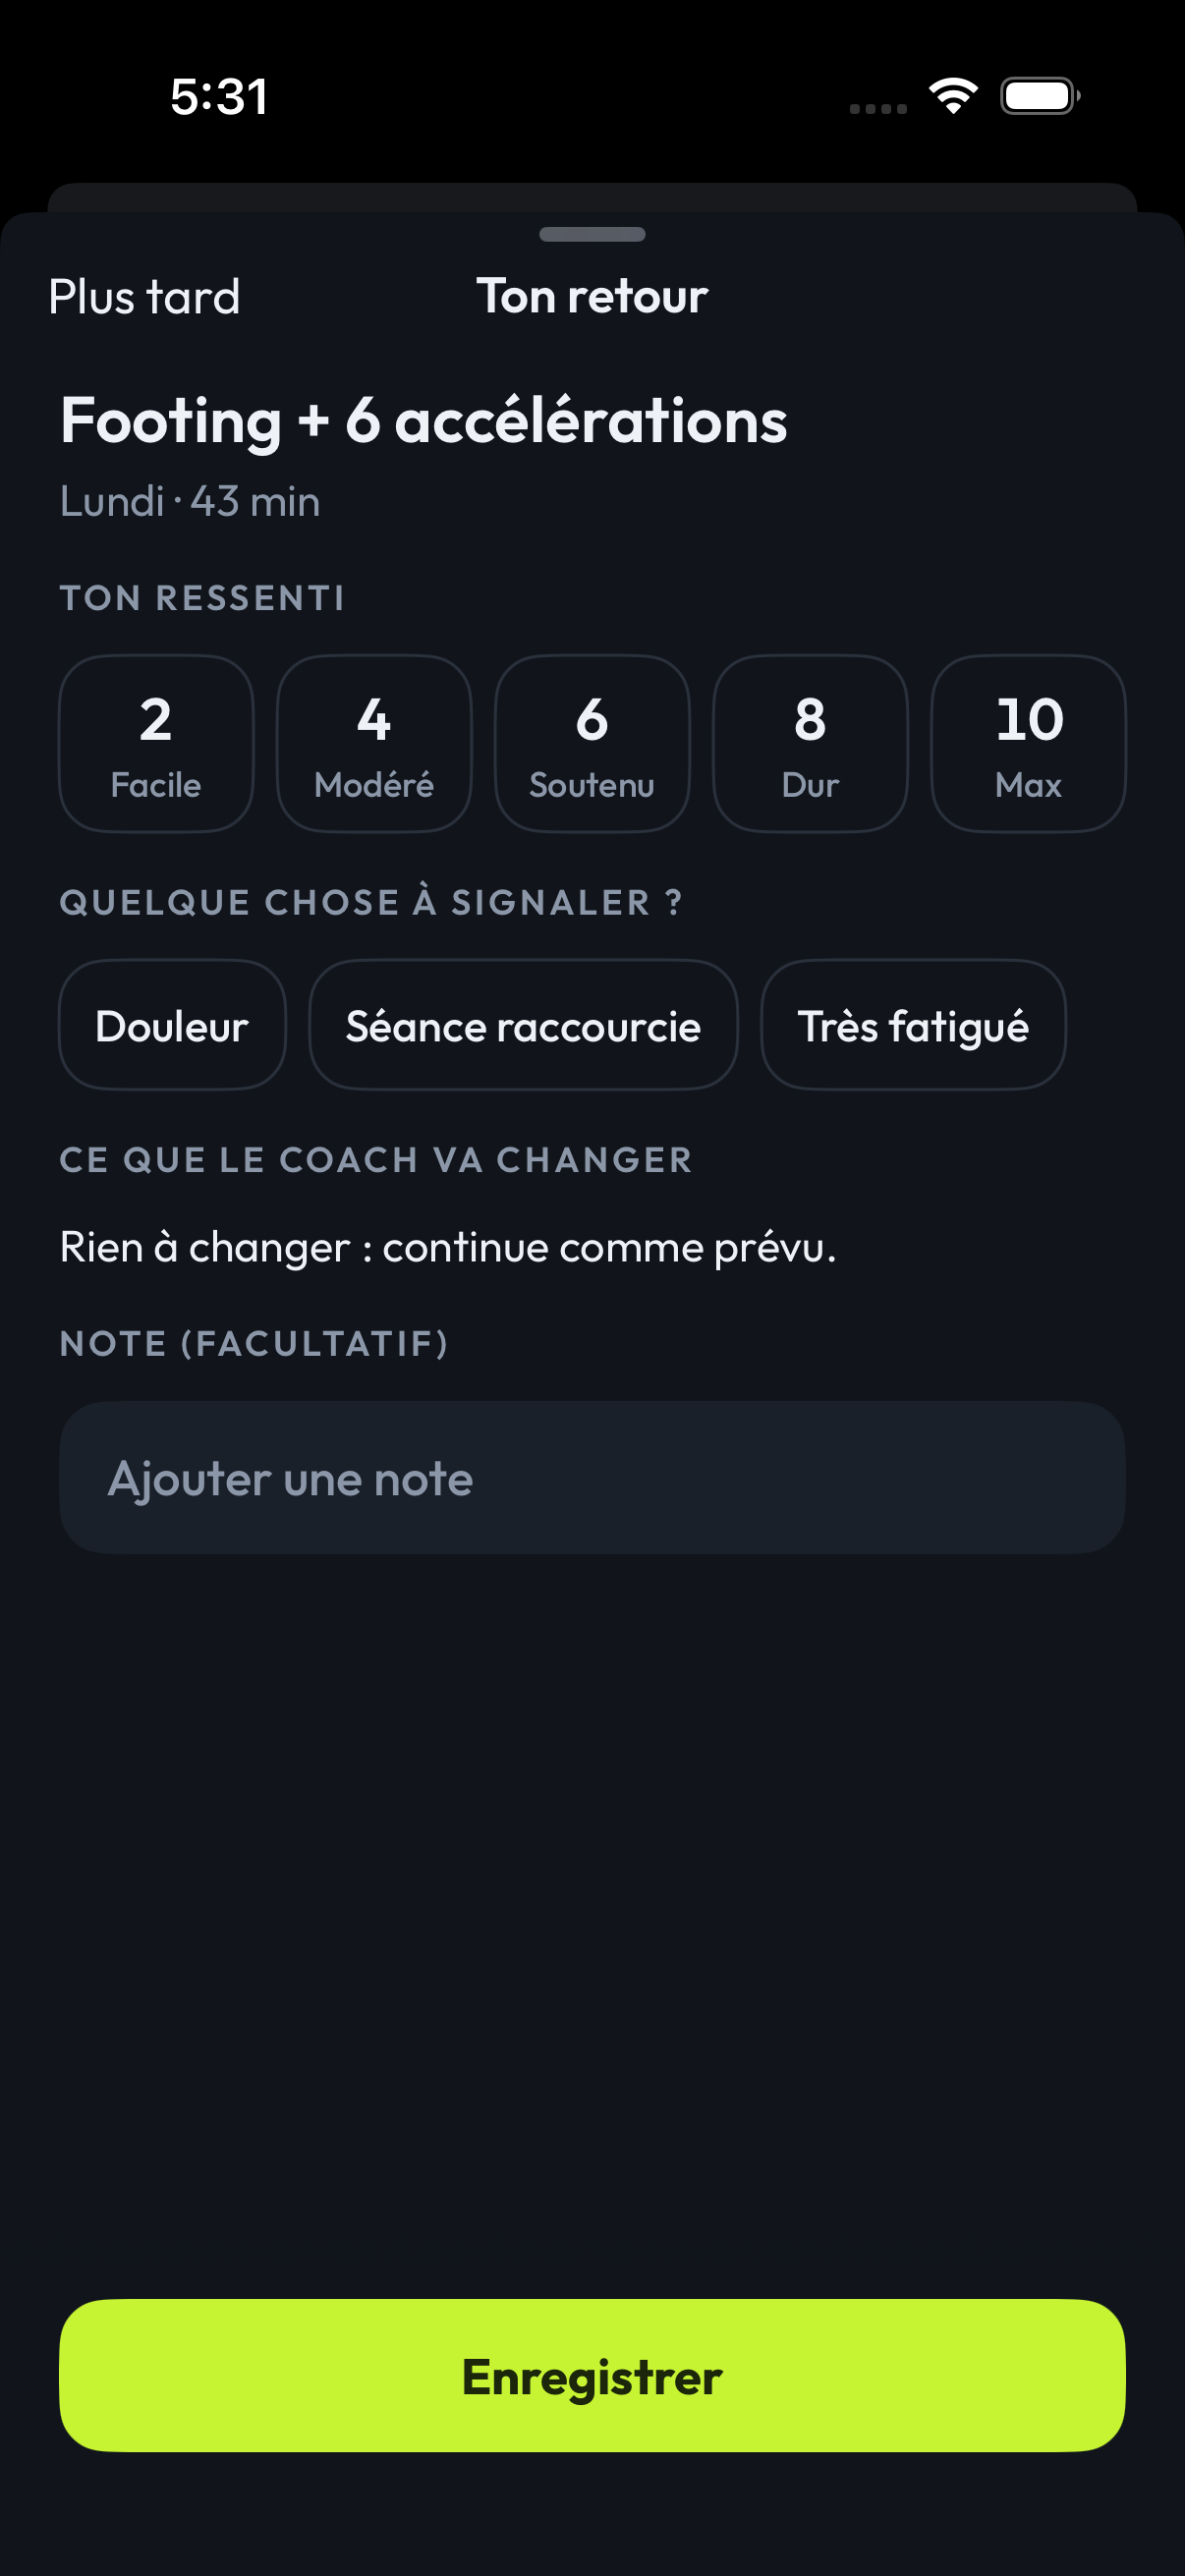 5:31
Plus tard
Ton retour
Footing + 6 accélérations
Lundi · 43 min
TON RESSENTI
2
Facile
4
Modéré
6
Soutenu
8
Dur
10
Max
QUELQUE CHOSE À SIGNALER ?
Douleur
Séance raccourcie
Très fatigué
CE QUE LE COACH VA CHANGER
Rien à changer : continue comme prévu.
NOTE (FACULTATIF)
Ajouter une note
Enregistrer